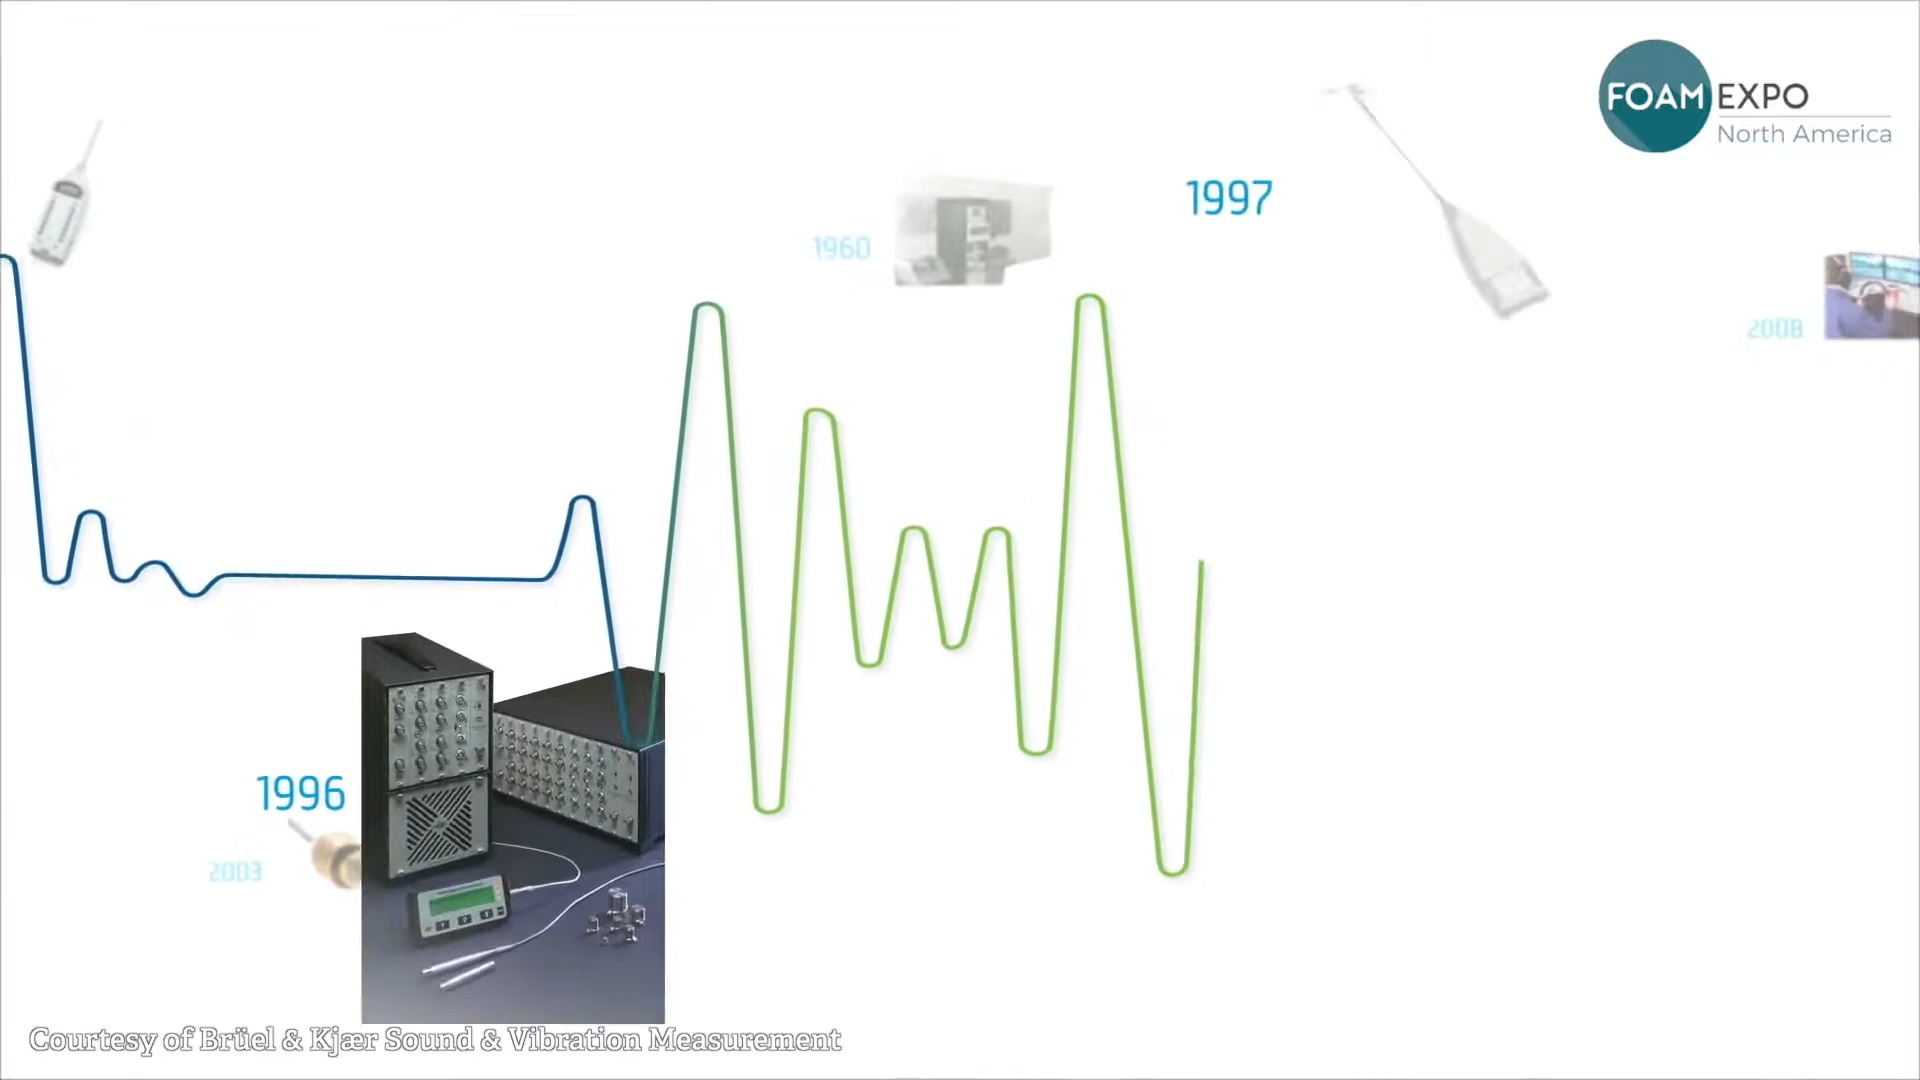 FOAM EXPO
North America
1997
1960
2008
1996
2003
Courtesy of Brüel & Kjær Sound & Vibration Measurement